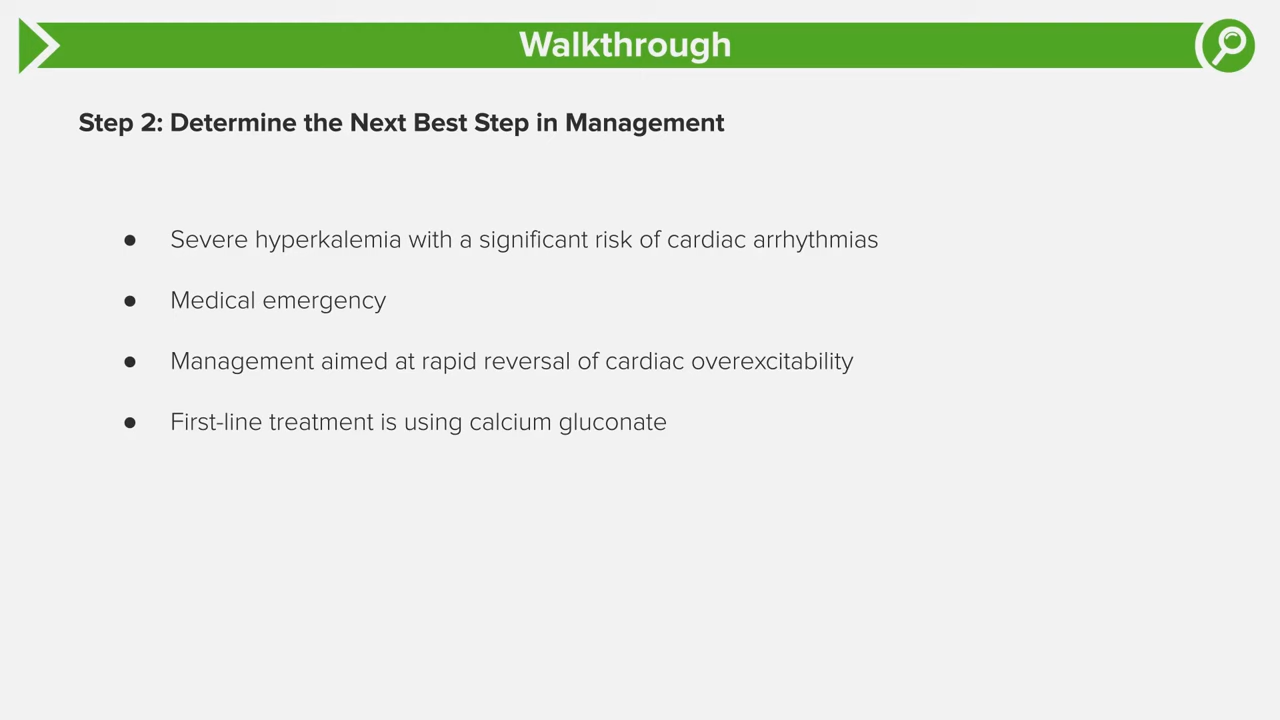 Walkthrough
Step 2: Determine the Next Best Step in Management
● Severe hyperkalemia with a significant risk of cardiac arrhythmias
● Medical emergency
● Management aimed at rapid reversal of cardiac overexcitability
● First-line treatment is using calcium gluconate